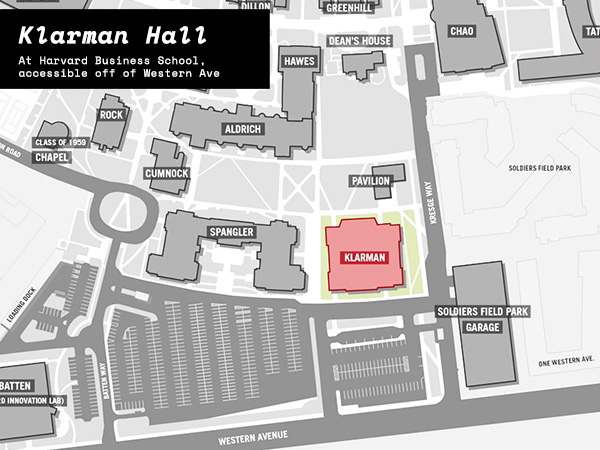 Klarman Hall
At Harvard Business School,
accessible off of Western Ave
DILLON
GREENHILL
CHAO
TAT
DEAN'S HOUSE
HAWES
ROCK
ALDRICH
CLASS OF 1959
CHAPEL
ON ROAD
CUMNOCK
PAVILION
SOLDIERS FIELD PARK
KRESGE WAY
SPANGLER
KLARMAN
LOADING DOCK
SOLDIERS FIELD PARK
GARAGE
ONE WESTERN AVE.
BATTEN
RD INNOVATION LAB)
BATTEN WAY
WESTERN AVENUE